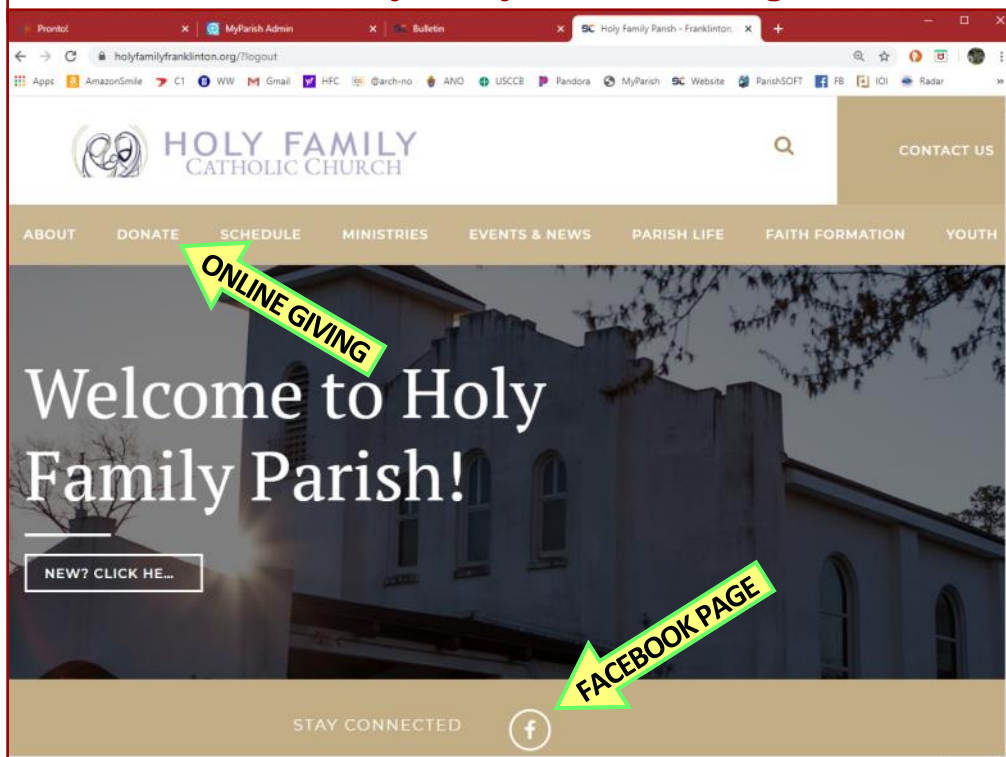 Pronto!
MyParish Admin
Bulletin
SC Holy Family Parish - Franklinton,
holyfamilyfranklinton.org/?logout
Apps AmazonSmile C1 WW Gmail HFC @arch-no ANO USCCB Pandora MyParish SC Website ParishSOFT FB IOI Radar »
HOLY FAMILY
CATHOLIC CHURCH
CONTACT US
ABOUT DONATE SCHEDULE MINISTRIES EVENTS & NEWS PARISH LIFE FAITH FORMATION YOUTH
ONLINE GIVING
Welcome to Holy
Family Parish!
NEW? CLICK HE...
FACEBOOK PAGE
STAY CONNECTED f